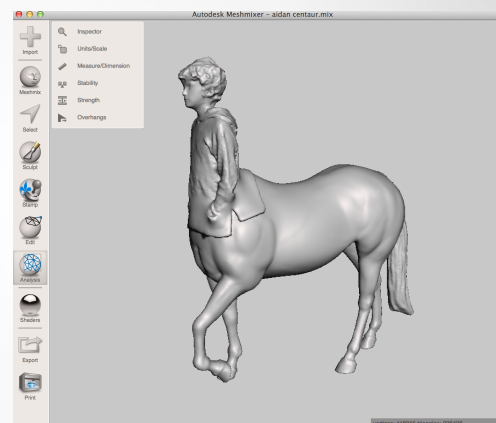 Autodesk Meshmixer - aidan centaur.mix
Import
Meshmix
Select
Sculpt
Stamp
Edit
Analysis
Shaders
Export
Print
Inspector
Units/Scale
Measure/Dimension
Stability
Strength
Overhangs